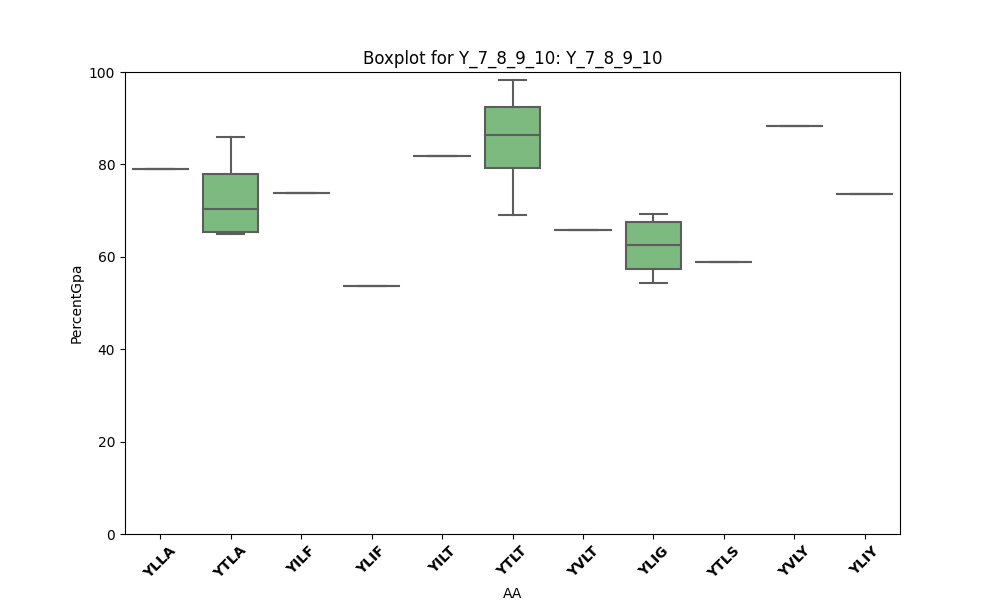 Boxplot for Y_7_8_9_10: Y_7_8_9_10
100
80
60
40
20
0
PercentGpa
YLLA YTLA YILF YLIF YILT YTLT YVLT YLIG YTLS YVLY YLIY
AA